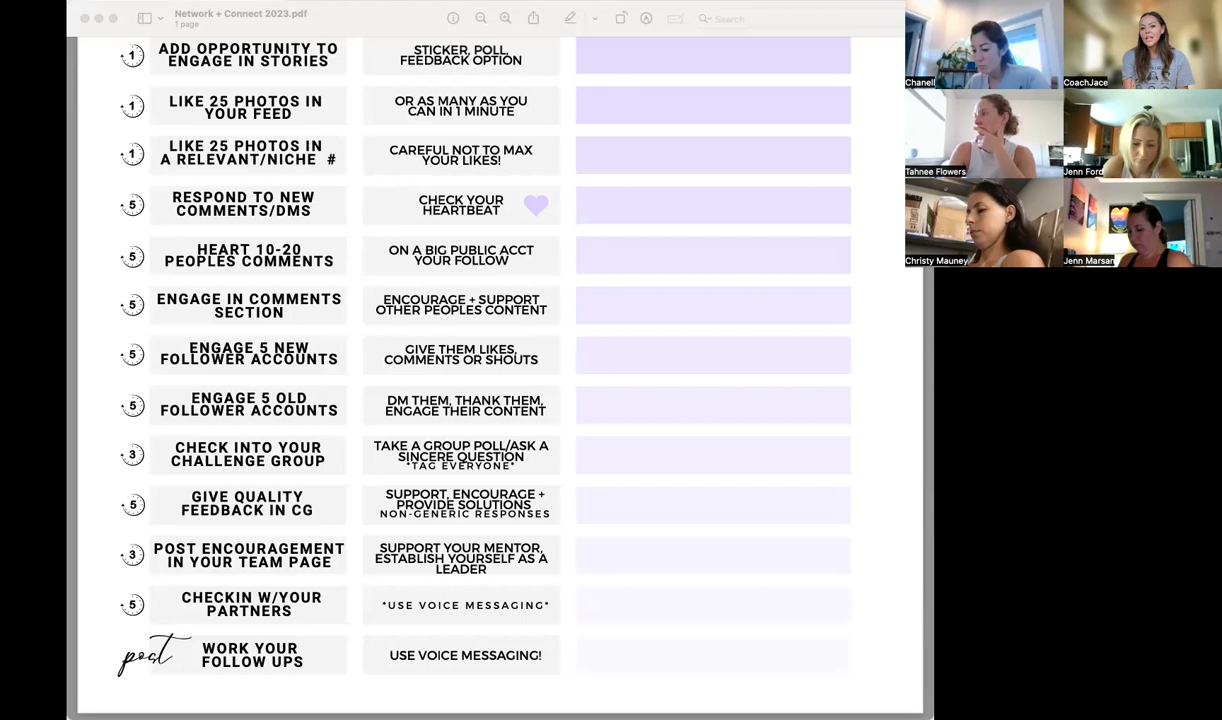 Network + Connect 2023.pdf
1 page
Search
1
ADD OPPORTUNITY TO
ENGAGE IN STORIES
STICKER, POLL,
FEEDBACK OPTION
1
LIKE 25 PHOTOS IN
YOUR FEED
OR AS MANY AS YOU
CAN IN 1 MINUTE
1
LIKE 25 PHOTOS IN
A RELEVANT/NICHE #
CAREFUL NOT TO MAX
YOUR LIKES!
5
RESPOND TO NEW
COMMENTS/DMS
CHECK YOUR
HEARTBEAT
5
HEART 10-20
PEOPLES COMMENTS
ON A BIG PUBLIC ACCT
YOUR FOLLOW
5
ENGAGE IN COMMENTS
SECTION
ENCOURAGE + SUPPORT
OTHER PEOPLES CONTENT
5
ENGAGE 5 NEW
FOLLOWER ACCOUNTS
GIVE THEM LIKES,
COMMENTS OR SHOUTS
5
ENGAGE 5 OLD
FOLLOWER ACCOUNTS
DM THEM, THANK THEM,
ENGAGE THEIR CONTENT
3
CHECK INTO YOUR
CHALLENGE GROUP
TAKE A GROUP POLL/ASK A
SINCERE QUESTION
*TAG EVERYONE*
5
GIVE QUALITY
FEEDBACK IN CG
SUPPORT, ENCOURAGE +
PROVIDE SOLUTIONS
NON-GENERIC RESPONSES
3
POST ENCOURAGEMENT
IN YOUR TEAM PAGE
SUPPORT YOUR MENTOR,
ESTABLISH YOURSELF AS A
LEADER
5
CHECKIN W/YOUR
PARTNERS
*USE VOICE MESSAGING*
post
WORK YOUR
FOLLOW UPS
USE VOICE MESSAGING!
Chanell
CoachJace
Tahnee Flowers
Jenn Ford
Christy Mauney
Jenn Marsan